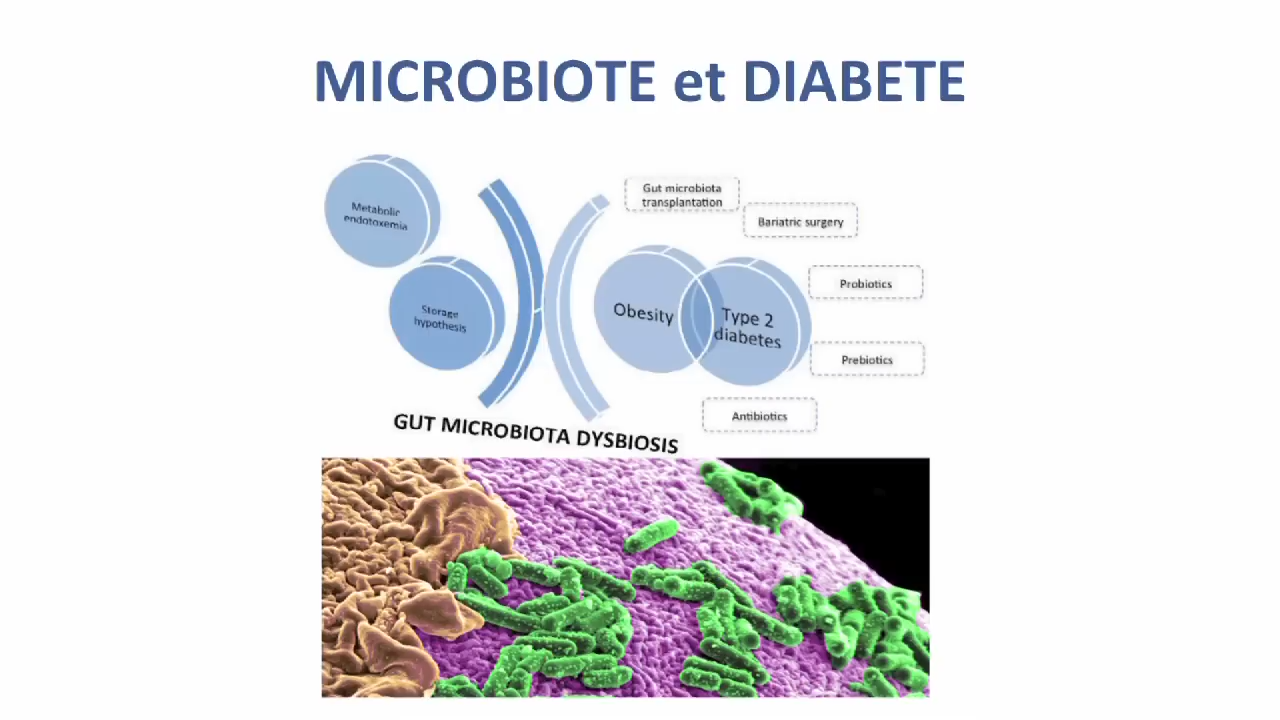 MICROBIOTE et DIABETE
Metabolic
endotoxemia
Storage
hypothesis
Gut microbiota
transplantation
Bariatric surgery
Obesity
Type 2
diabetes
Probiotics
Prebiotics
Antibiotics
GUT MICROBIOTA DYSBIOSIS